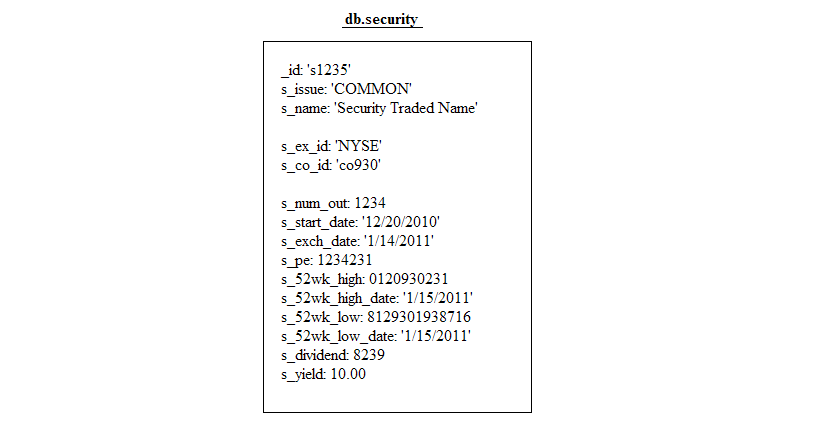 db.security
_id: 's1235'
s_issue: 'COMMON'
s_name: 'Security Traded Name'
s_ex_id: 'NYSE'
s_co_id: 'co930'
s_num_out: 1234
s_start_date: '12/20/2010'
s_exch_date: '1/14/2011'
s_pe: 1234231
s_52wk_high: 0120930231
s_52wk_high_date: '1/15/2011'
s_52wk_low: 8129301938716
s_52wk_low_date: '1/15/2011'
s_dividend: 8239
s_yield: 10.00